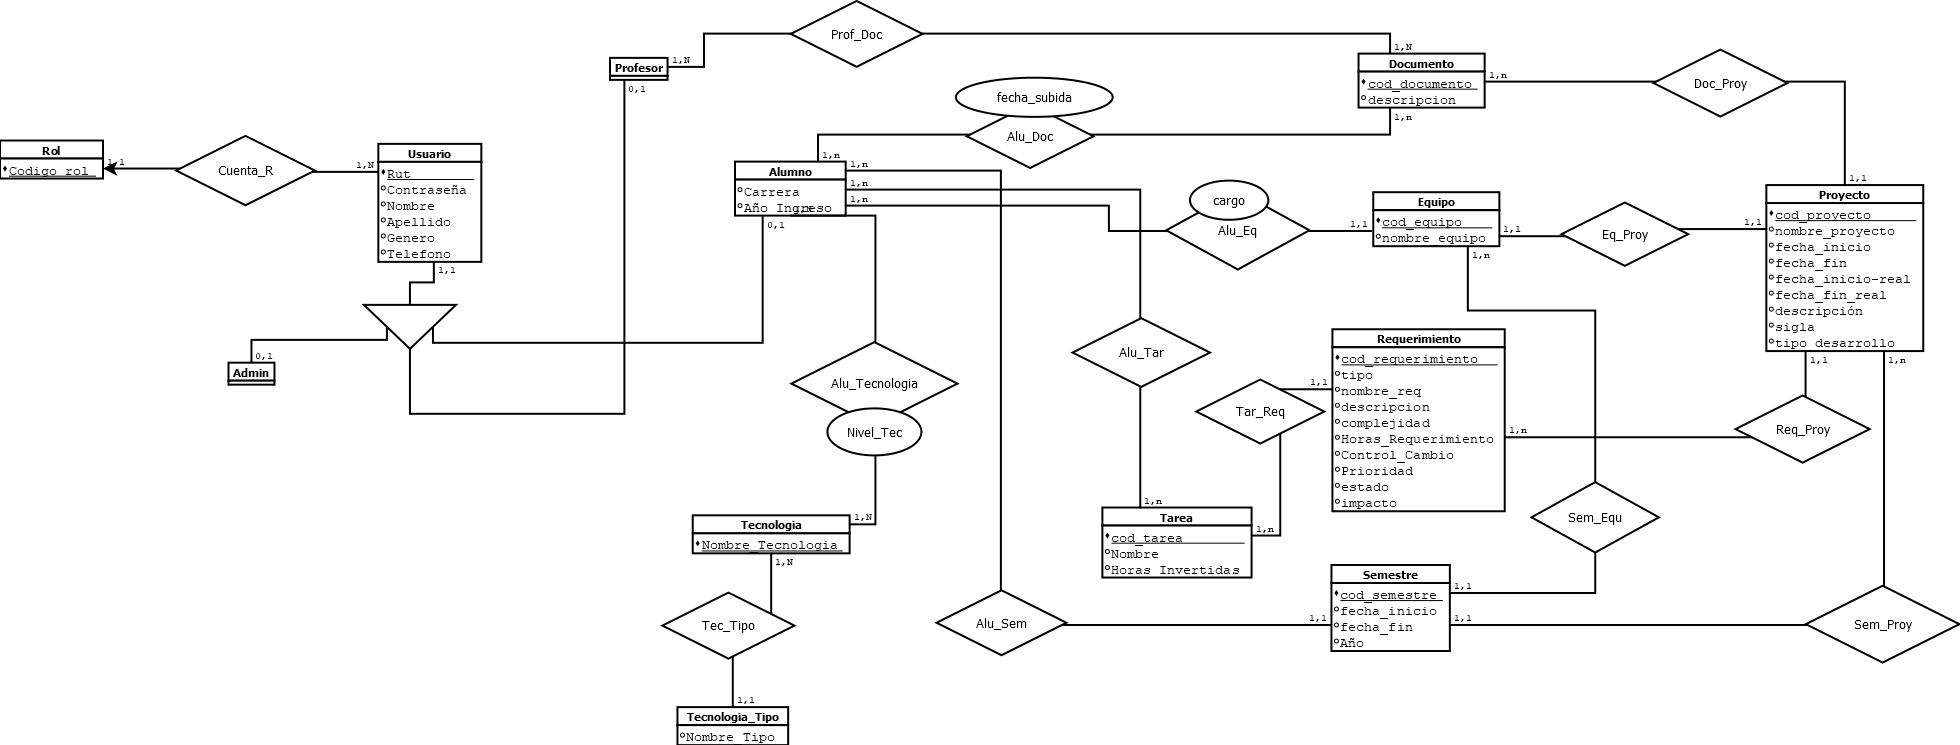 Prof_Doc
1,N
1,N
Profesor
0,1
Documento
cod_documento
descripcion
1,n
1,n
Doc_Proy
fecha_subida
Alu_Doc
Rol
Codigo rol
1,1
Cuenta_R
1,N
Usuario
Rut
Contraseña
Nombre
Apellido
Genero
Telefono
1,1
1,n
Alumno
Carrera
Año Ingreso
1,n
1,n
1,n
1,n
0,1
cargo
Alu_Eq
1,1
Equipo
cod_equipo
nombre_equipo
1,1
1,n
Eq_Proy
1,1
1,1
Proyecto
cod_proyecto
nombre_proyecto
fecha_inicio
fecha_fin
fecha_inicio-real
fecha_fin_real
descripción
sigla
tipo desarrollo
1,1
1,n
0,1
Admin
Alu_Tecnologia
Nivel_Tec
Alu_Tar
Tar_Req
1,1
Requerimiento
cod_requerimiento
tipo
nombre_req
descripcion
complejidad
Horas_Requerimiento
Control_Cambio
Prioridad
estado
impacto
1,n
Req_Proy
1,N
Tecnologia
Nombre_Tecnologia
1,N
1,n
Tarea
cod_tarea
Nombre
Horas Invertidas
1,n
Sem_Equ
Tec_Tipo
Alu_Sem
1,1
Semestre
cod_semestre
fecha_inicio
fecha_fin
Año
1,1
1,1
Sem_Proy
1,1
Tecnologia_Tipo
Nombre_Tipo